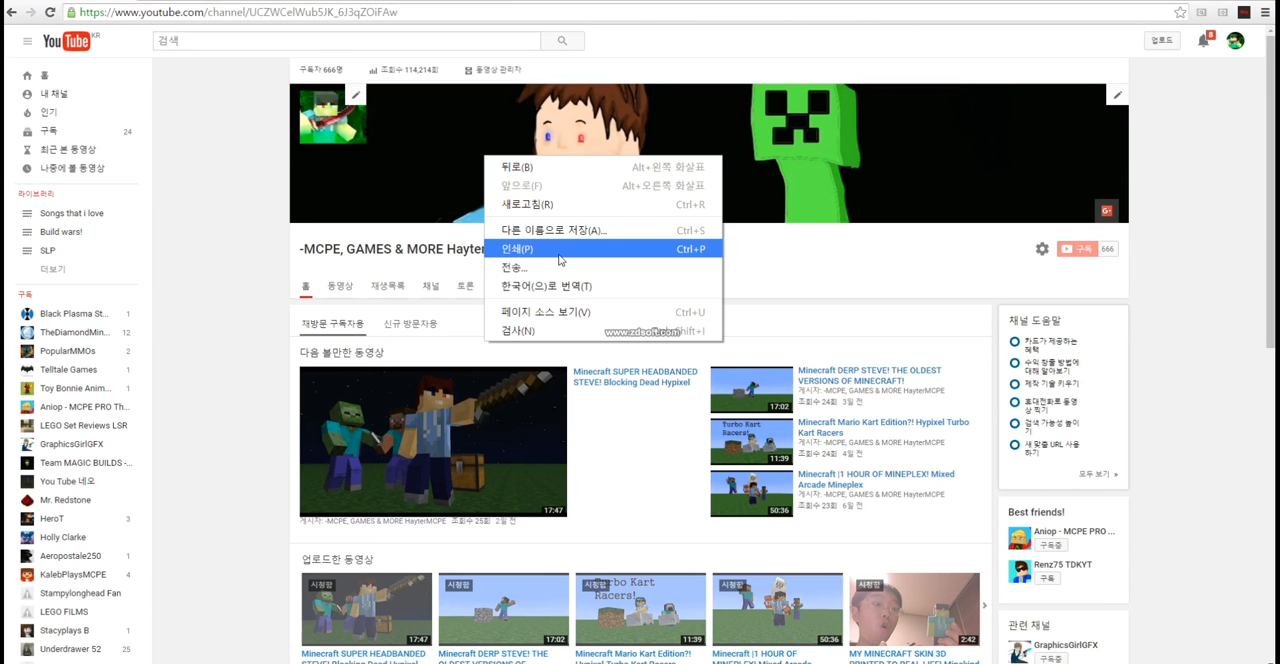 https://www.youtube.com/channel/UCZWCelWub5JK_6J3qZOiFAw
YouTube KR
검색
업로드
8
홈
내 채널
인기
구독 24
최근 본 동영상
나중에 볼 동영상
라이브러리
Songs that i love
Build wars!
SLP
더보기
구독
Black Plasma St... 1
TheDiamondMin... 12
PopularMMOs 2
Telltale Games
Toy Bonnie Anim... 1
Aniop - MCPE PRO Th...
LEGO Set Reviews LSR
GraphicsGirlGFX
Team MAGIC BUILDS -...
You Tube 네오
Mr. Redstone
HeroT 3
Holly Clarke
Aeropostale250 1
KalebPlaysMCPE 4
Stampylonghead Fan
LEGO FILMS
Stacyplays B 1
Underdrawer 52 25
구독자 666명
조회수 114,214회
동영상 관리자
-MCPE, GAMES & MORE Hayter
구독 666
홈 동영상 재생목록 채널 토론
뒤로(B) Alt+왼쪽 화살표
앞으로(F) Alt+오른쪽 화살표
새로고침(R) Ctrl+R
다른 이름으로 저장(A)... Ctrl+S
인쇄(P) Ctrl+P
전송...
한국어(으)로 번역(T)
페이지 소스 보기(V) Ctrl+U
검사(N) Shift+I
www.zdsoft.com
재방문 구독자용 신규 방문자용
다음 볼만한 동영상
17:47
게시자: -MCPE, GAMES & MORE HayterMCPE 조회수 25회 2일 전
Minecraft SUPER HEADBANDED
STEVE! Blocking Dead Hypixel
17:02
Minecraft DERP STEVE! THE OLDEST
VERSIONS OF MINECRAFT!
게시자: -MCPE, GAMES & MORE HayterMCPE
조회수 24회 3일 전
Turbo Kart
Racers!
11:39
Minecraft Mario Kart Edition?! Hypixel Turbo
Kart Racers
게시자: -MCPE, GAMES & MORE HayterMCPE
조회수 24회 4일 전
50:36
Minecraft |1 HOUR OF MINEPLEX! Mixed
Arcade Mineplex
게시자: -MCPE, GAMES & MORE HayterMCPE
조회수 23회 6일 전
업로드한 동영상
시청함
17:47
Minecraft SUPER HEADBANDED
STEVE! Blocking Dead Hypixel
시청함
17:02
Minecraft DERP STEVE! THE
OLDEST VERSIONS OF
시청함
Turbo Kart
Racers!
11:39
Minecraft Mario Kart
Edition?! Hypixel Turbo Kart
시청함
50:36
Minecraft |1 HOUR OF
MINEPLEX! Mixed Arcade
시청함
2:42
MY MINECRAFT SKIN 3D
PRINTED TO REAL LIFE! Minekind
채널 도움말
카드가 제공하는
혜택
수익 창출 방법에
대해 알아보기
제작 기술 키우기
휴대전화로 동영
상 찍기
검색 가능성 높이
기
새 맞춤 URL 사용
하기
모두 보기 »
Best friends!
Aniop - MCPE PRO ...
구독중
Renz75 TDKYT
구독
관련 채널
GraphicsGirlGFX
구독중